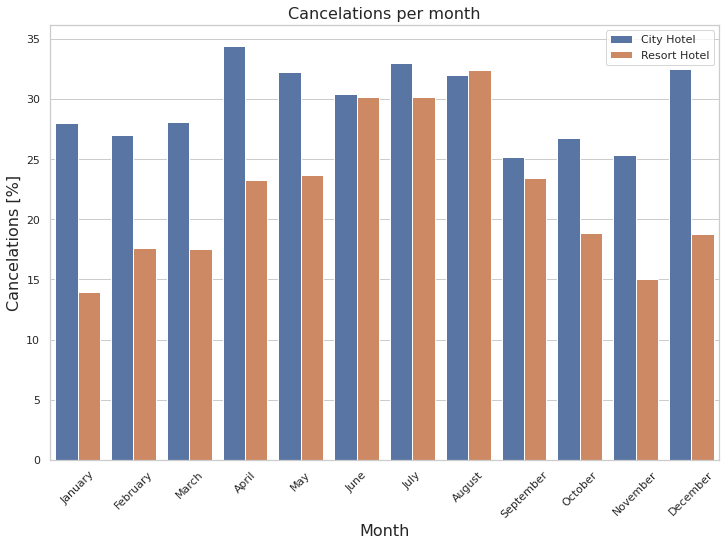 Cancelations per month
City Hotel
Resort Hotel
Cancelations [%]
35
30
25
20
15
10
5
0
January
February
March
April
May
June
July
August
September
October
November
December
Month